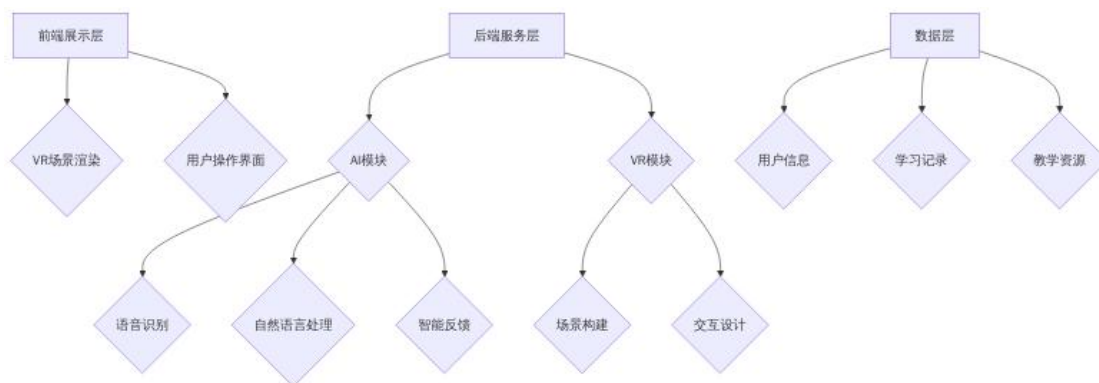 前端展示层
后端服务层
数据层
VR场景渲染
用户操作界面
AI模块
VR模块
用户信息
学习记录
教学资源
语音识别
自然语言处理
智能反馈
场景构建
交互设计